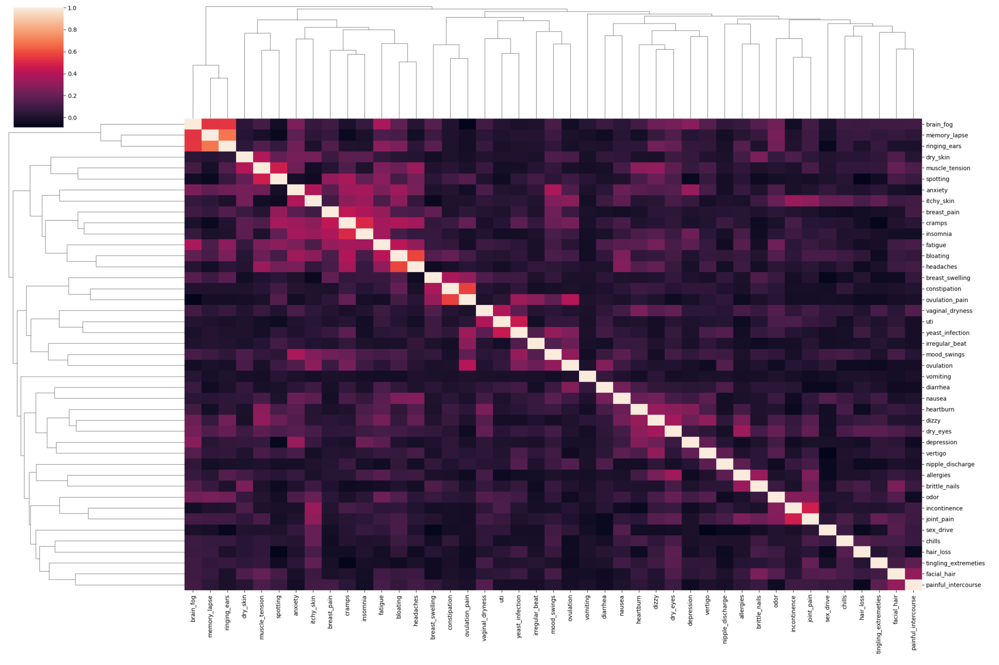 1.0
0.8
0.6
0.4
0.2
0.0
brain_fog
memory_lapse
ringing_ears
dry_skin
muscle_tension
spotting
anxiety
itchy_skin
breast_pain
cramps
insomnia
fatigue
bloating
headaches
breast_swelling
constipation
ovulation_pain
vaginal_dryness
uti
yeast_infection
irregular_beat
mood_swings
ovulation
vomiting
diarrhea
nausea
heartburn
dizzy
dry_eyes
depression
vertigo
nipple_discharge
allergies
brittle_nails
odor
incontinence
joint_pain
sex_drive
chills
hair_loss
tingling_extremeties
facial_hair
painful_intercourse
brain_fog
memory_lapse
ringing_ears
dry_skin
muscle_tension
spotting
anxiety
itchy_skin
breast_pain
cramps
insomnia
fatigue
bloating
headaches
breast_swelling
constipation
ovulation_pain
vaginal_dryness
uti
yeast_infection
irregular_beat
mood_swings
ovulation
vomiting
diarrhea
nausea
heartburn
dizzy
dry_eyes
depression
vertigo
nipple_discharge
allergies
brittle_nails
odor
incontinence
joint_pain
sex_drive
chills
hair_loss
tingling_extremeties
facial_hair
painful_intercourse